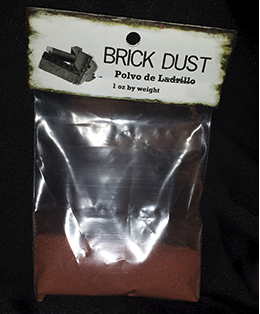 BRICK DUST
Polvo de Ladrillo
1 oz by weight